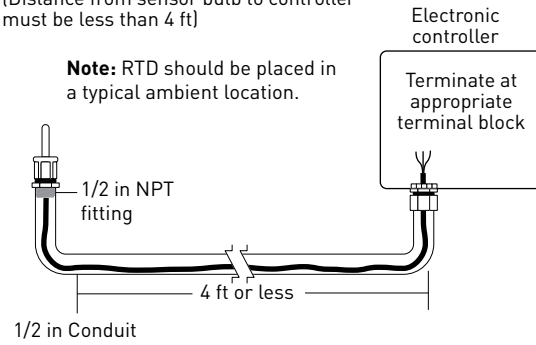 (Distance from sensor bulb to controller
must be less than 4 ft)
Electronic
controller
Note: RTD should be placed in
a typical ambient location.
Terminate at
appropriate
terminal block
1/2 in NPT
fitting
4 ft or less
1/2 in Conduit